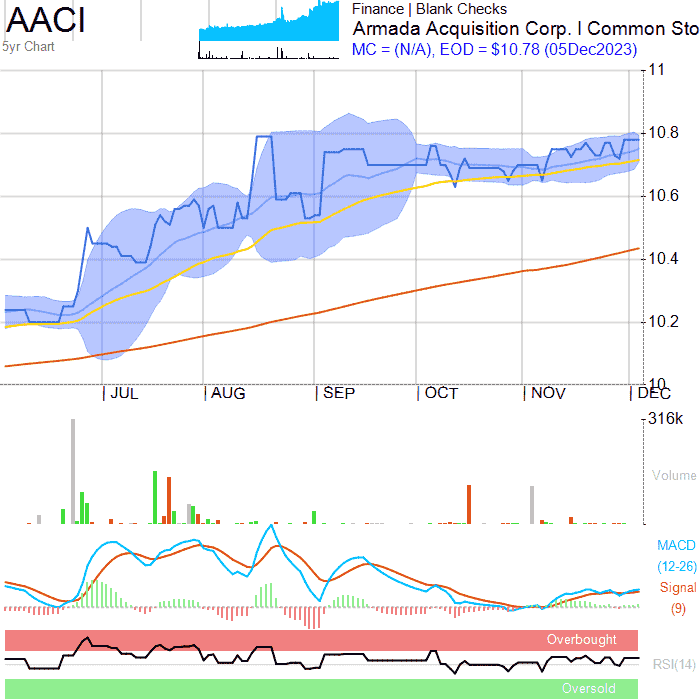 AACI
5yr Chart
Finance | Blank Checks
Armada Acquisition Corp. I Common Sto
MC = (N/A), EOD = $10.78 (05Dec2023)
11
10.8
10.6
10.4
10.2
10
JUL
AUG
SEP
OCT
NOV
DEC
316k
Volume
MACD
(12-26)
Signal
(9)
Overbought
RSI(14)
Oversold